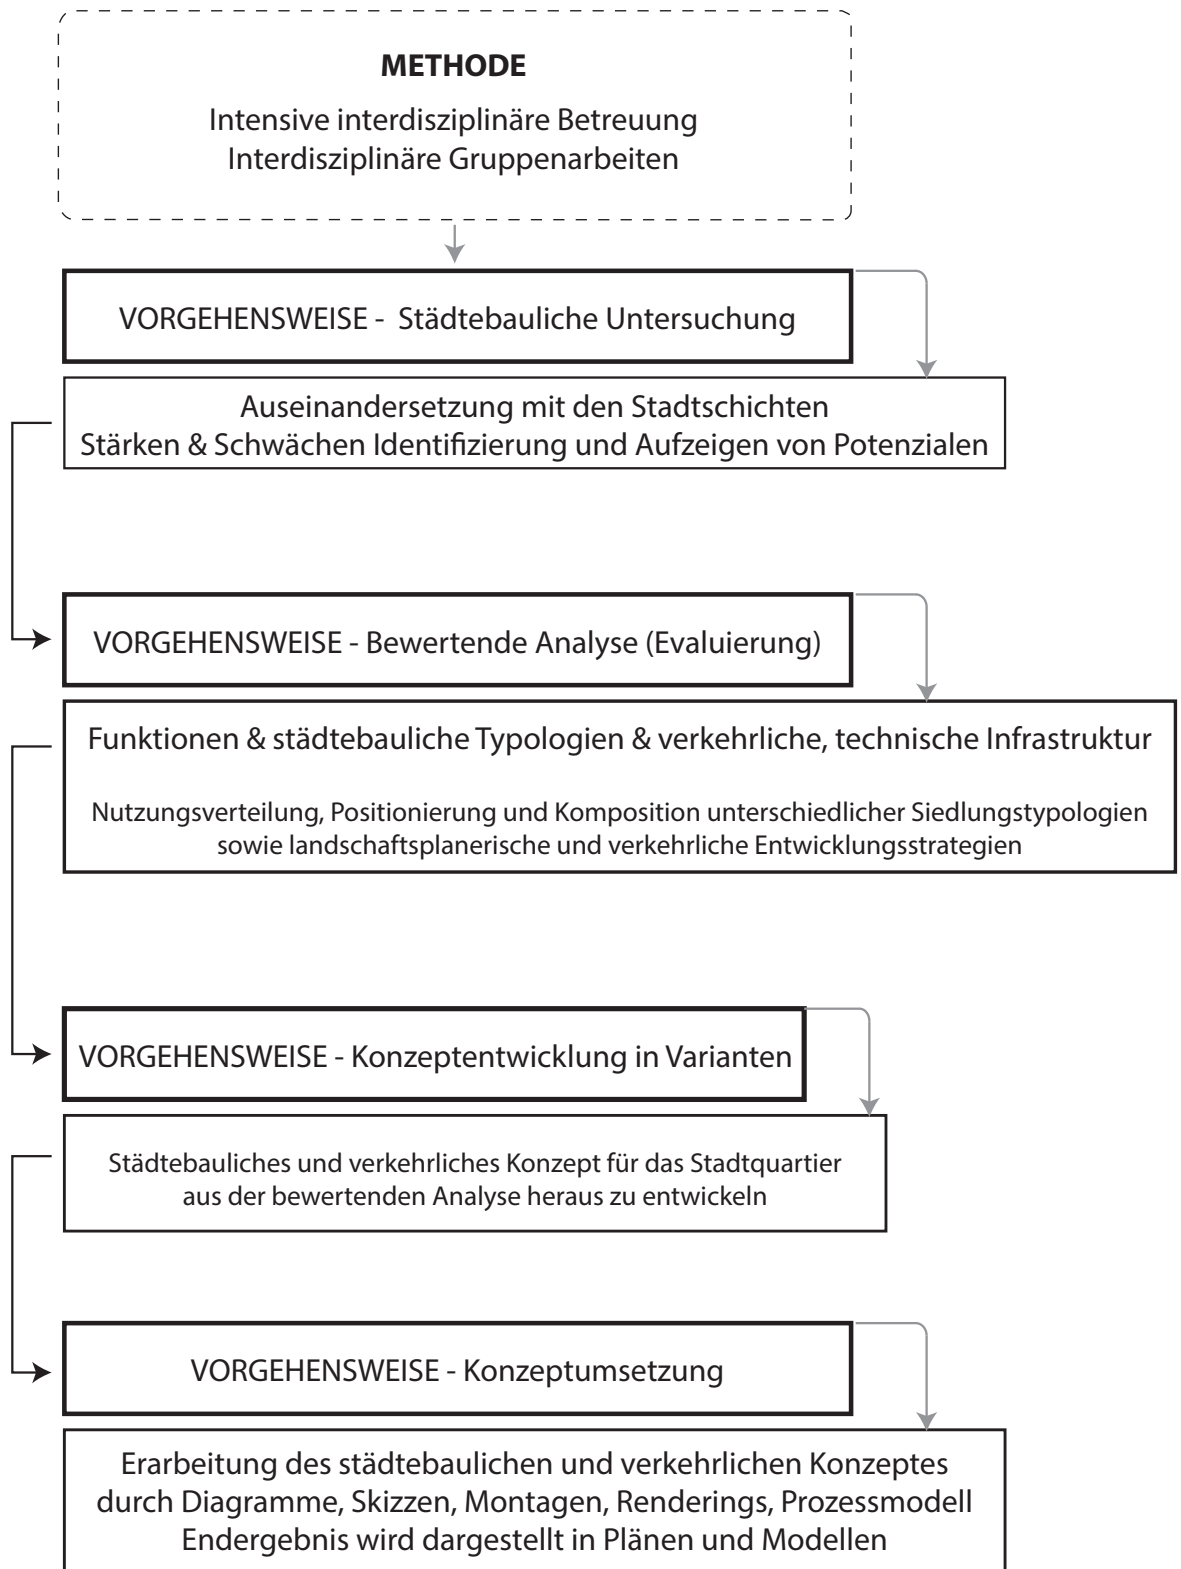 METHODE
Intensive interdisziplinäre Betreuung
Interdisziplinäre Gruppenarbeiten
VORGEHENSWEISE - Städtebauliche Untersuchung
Auseinandersetzung mit den Stadtschichten
Stärken & Schwächen Identifizierung und Aufzeigen von Potenzialen
VORGEHENSWEISE - Bewertende Analyse (Evaluierung)
Funktionen & städtebauliche Typologien & verkehrliche, technische Infrastruktur
Nutzungsverteilung, Positionierung und Komposition unterschiedlicher Siedlungstypologien
sowie landschaftsplanerische und verkehrliche Entwicklungsstrategien
VORGEHENSWEISE - Konzeptentwicklung in Varianten
Städtebauliches und verkehrliches Konzept für das Stadtquartier
aus der bewertenden Analyse heraus zu entwickeln
VORGEHENSWEISE - Konzeptumsetzung
Erarbeitung des städtebaulichen und verkehrlichen Konzeptes
durch Diagramme, Skizzen, Montagen, Renderings, Prozessmodell
Endergebnis wird dargestellt in Plänen und Modellen